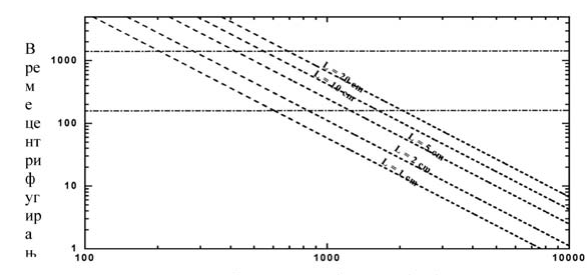 В
ре
м
е
це
нт
ри
ф
уг
ир
а
њ
1000
100
10
1
L = 20 cm
L = 10 cm
L = 5 cm
L = 2 cm
L = 1 cm
100
1000
10000